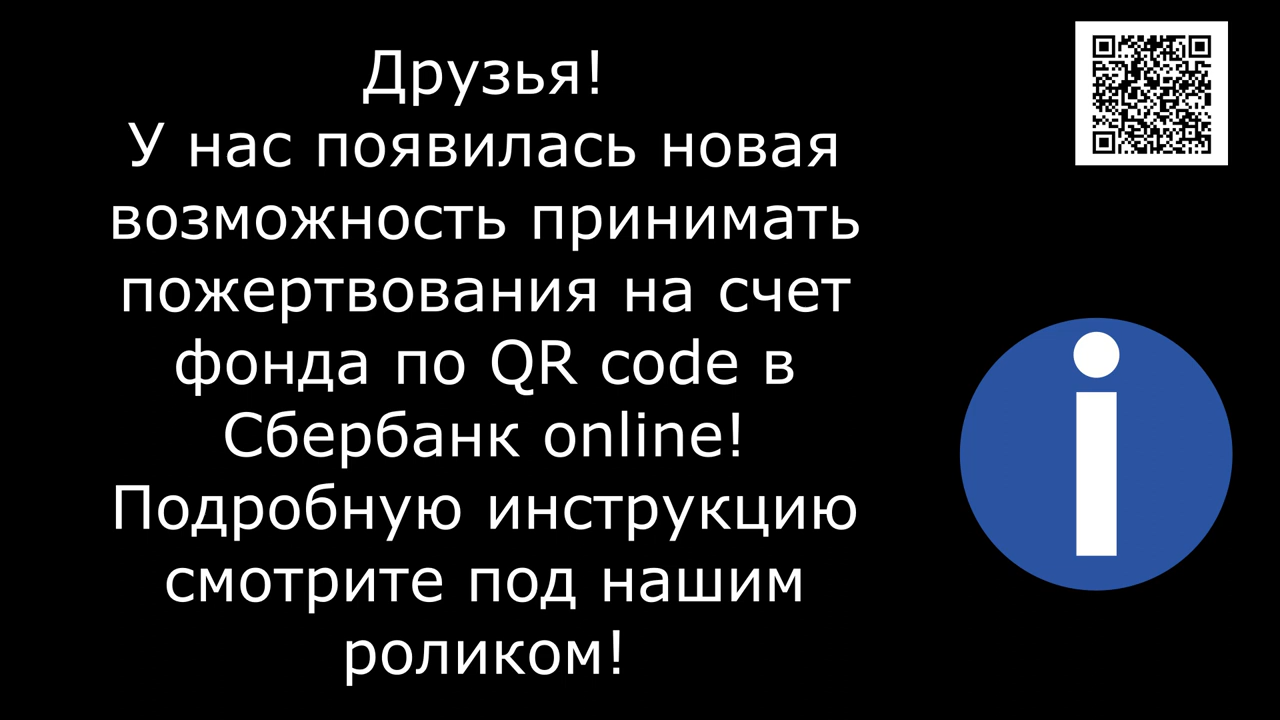 Друзья!
У нас появилась новая
возможность принимать
пожертвования на счет
фонда по QR code в
Сбербанк online!
Подробную инструкцию
смотрите под нашим
роликом!